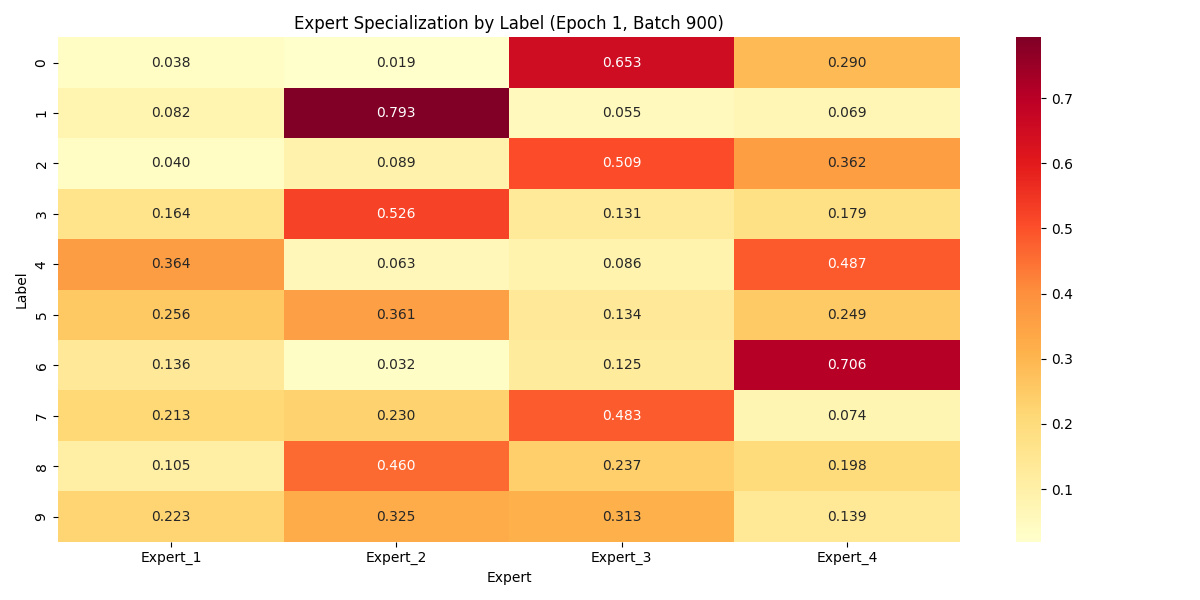 Expert Specialization by Label (Epoch 1, Batch 900)
Label
0 0.038 0.019 0.653 0.290
1 0.082 0.793 0.055 0.069
2 0.040 0.089 0.509 0.362
3 0.164 0.526 0.131 0.179
4 0.364 0.063 0.086 0.487
5 0.256 0.361 0.134 0.249
6 0.136 0.032 0.125 0.706
7 0.213 0.230 0.483 0.074
8 0.105 0.460 0.237 0.198
9 0.223 0.325 0.313 0.139
Expert_1 Expert_2 Expert_3 Expert_4
Expert
0.7
0.6
0.5
0.4
0.3
0.2
0.1